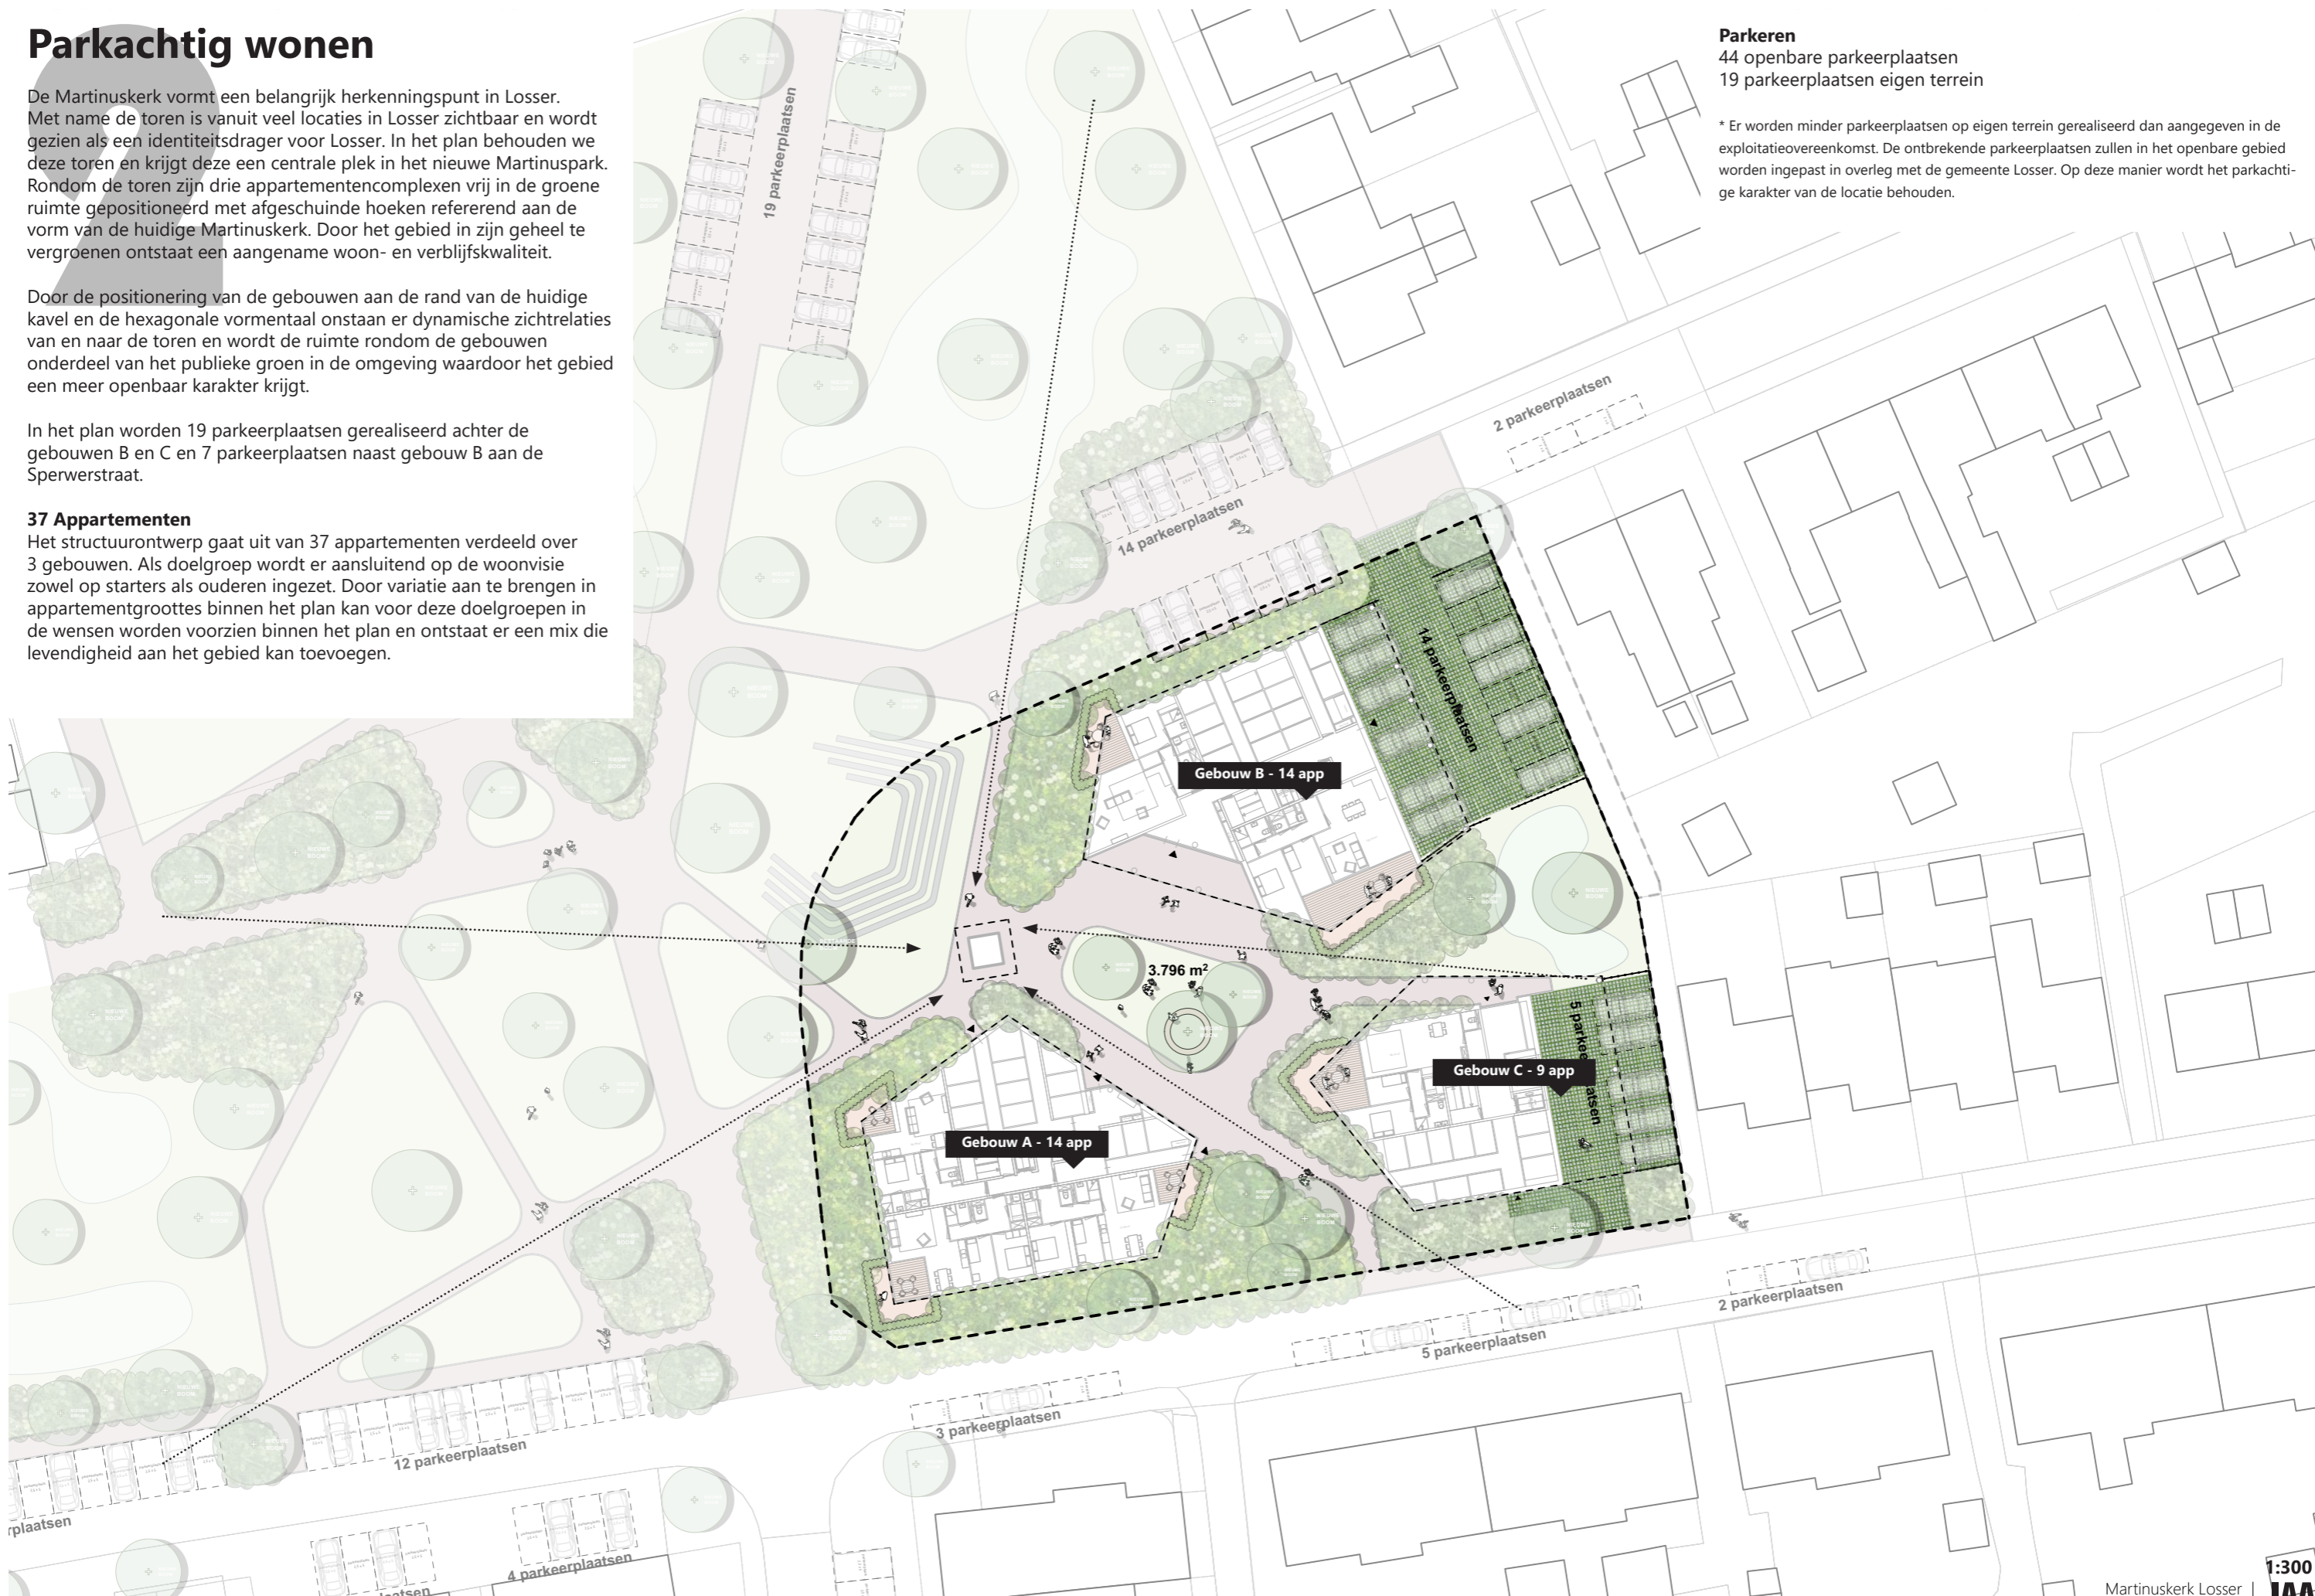 Parkachtig wonen
2
De Martinuskerk vormt een belangrijk herkenningspunt in Losser.
Met name de toren is vanuit veel locaties in Losser zichtbaar en wordt
gezien als een identiteitsdrager voor Losser. In het plan behouden we
deze toren en krijgt deze een centrale plek in het nieuwe Martinuspark.
Rondom de toren zijn drie appartementencomplexen vrij in de groene
ruimte gepositioneerd met afgeschuinde hoeken refererend aan de
vorm van de huidige Martinuskerk. Door het gebied in zijn geheel te
vergroenen ontstaat een aangename woon- en verblijfskwaliteit.
Door de positionering van de gebouwen aan de rand van de huidige
kavel en de hexagonale vormentaal onstaan er dynamische zichtrelaties
van en naar de toren en wordt de ruimte rondom de gebouwen
onderdeel van het publieke groen in de omgeving waardoor het gebied
een meer openbaar karakter krijgt.
In het plan worden 19 parkeerplaatsen gerealiseerd achter de
gebouwen B en C en 7 parkeerplaatsen naast gebouw B aan de
Sperwerstraat.
37 Appartementen
Het structuurontwerp gaat uit van 37 appartementen verdeeld over
3 gebouwen. Als doelgroep wordt er aansluitend op de woonvisie
zowel op starters als ouderen ingezet. Door variatie aan te brengen in
appartementgroottes binnen het plan kan voor deze doelgroepen in
de wensen worden voorzien binnen het plan en ontstaat er een mix die
levendigheid aan het gebied kan toevoegen.
Parkeren
44 openbare parkeerplaatsen
19 parkeerplaatsen eigen terrein
* Er worden minder parkeerplaatsen op eigen terrein gerealiseerd dan aangegeven in de
exploitatieovereenkomst. De ontbrekende parkeerplaatsen zullen in het openbare gebied
worden ingepast in overleg met de gemeente Losser. Op deze manier wordt het parkachti-
ge karakter van de locatie behouden.
19 parkeerplaatsen
2 parkeerplaatsen
14 parkeerplaatsen
14 parkeerplaatsen
Gebouw B - 14 app
3.796 m²
5 parkee
atsen
Gebouw C - 9 app
Gebouw A - 14 app
2 parkeerplaatsen
5 parkeerplaatsen
3 parkeerplaatsen
12 parkeerplaatsen
rplaatsen
4 parkeerplaatsen
atsen
1:300
Martinuskerk Losser |